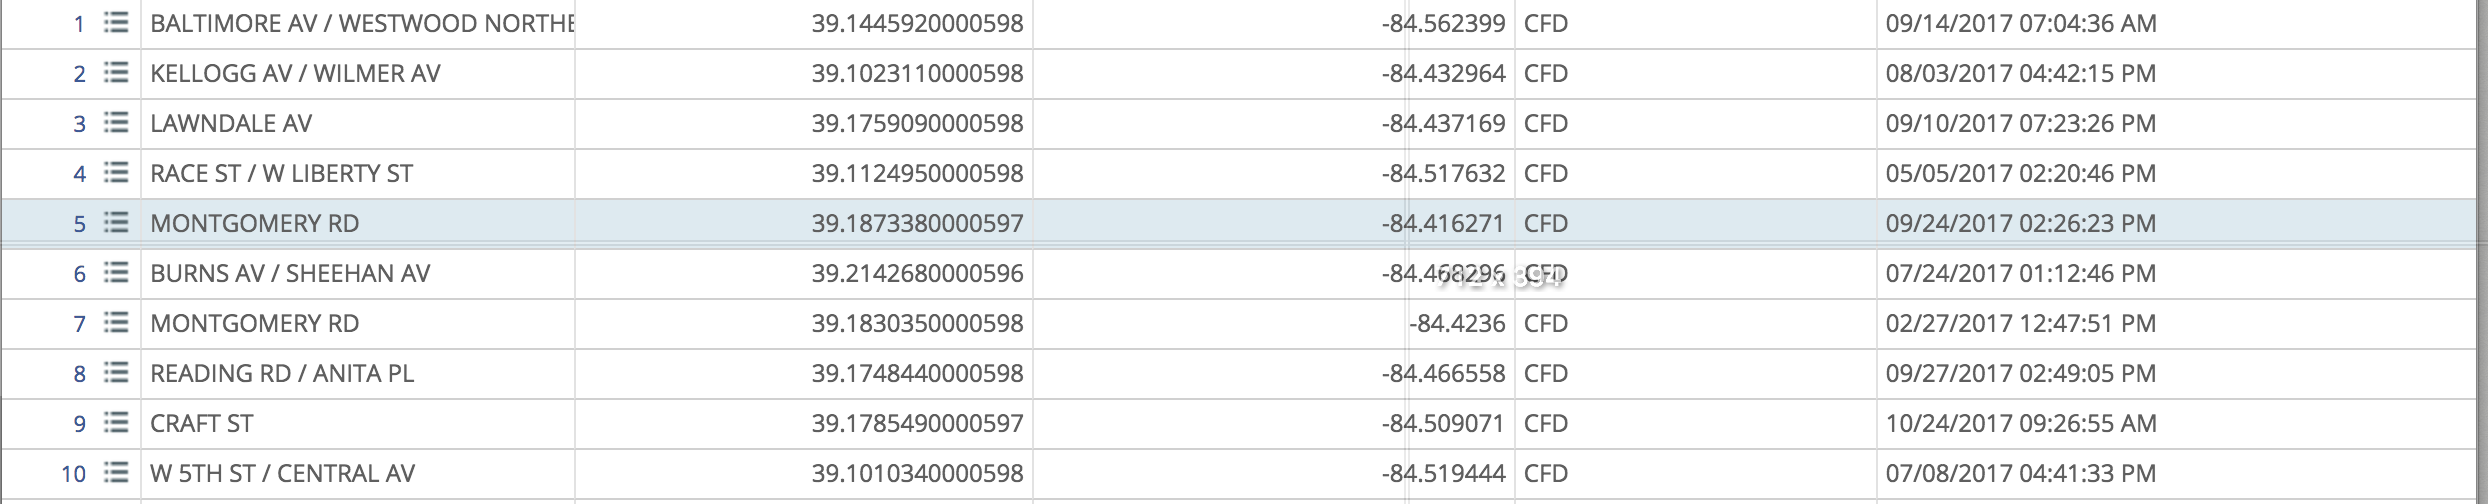 1 BALTIMORE AV / WESTWOOD NORTHE 39.1445920000598 -84.562399 CFD 09/14/2017 07:04:36 AM
2 KELLOGG AV / WILMER AV 39.1023110000598 -84.432964 CFD 08/03/2017 04:42:15 PM
3 LAWNDALE AV 39.1759090000598 -84.437169 CFD 09/10/2017 07:23:26 PM
4 RACE ST / W LIBERTY ST 39.1124950000598 -84.517632 CFD 05/05/2017 02:20:46 PM
5 MONTGOMERY RD 39.1873380000597 -84.416271 CFD 09/24/2017 02:26:23 PM
6 BURNS AV / SHEEHAN AV 39.2142680000596 -84.468296 CFD 07/24/2017 01:12:46 PM
712 x 394
7 MONTGOMERY RD 39.1830350000598 -84.4236 CFD 02/27/2017 12:47:51 PM
8 READING RD / ANITA PL 39.1748440000598 -84.466558 CFD 09/27/2017 02:49:05 PM
9 CRAFT ST 39.1785490000597 -84.509071 CFD 10/24/2017 09:26:55 AM
10 W 5TH ST / CENTRAL AV 39.1010340000598 -84.519444 CFD 07/08/2017 04:41:33 PM